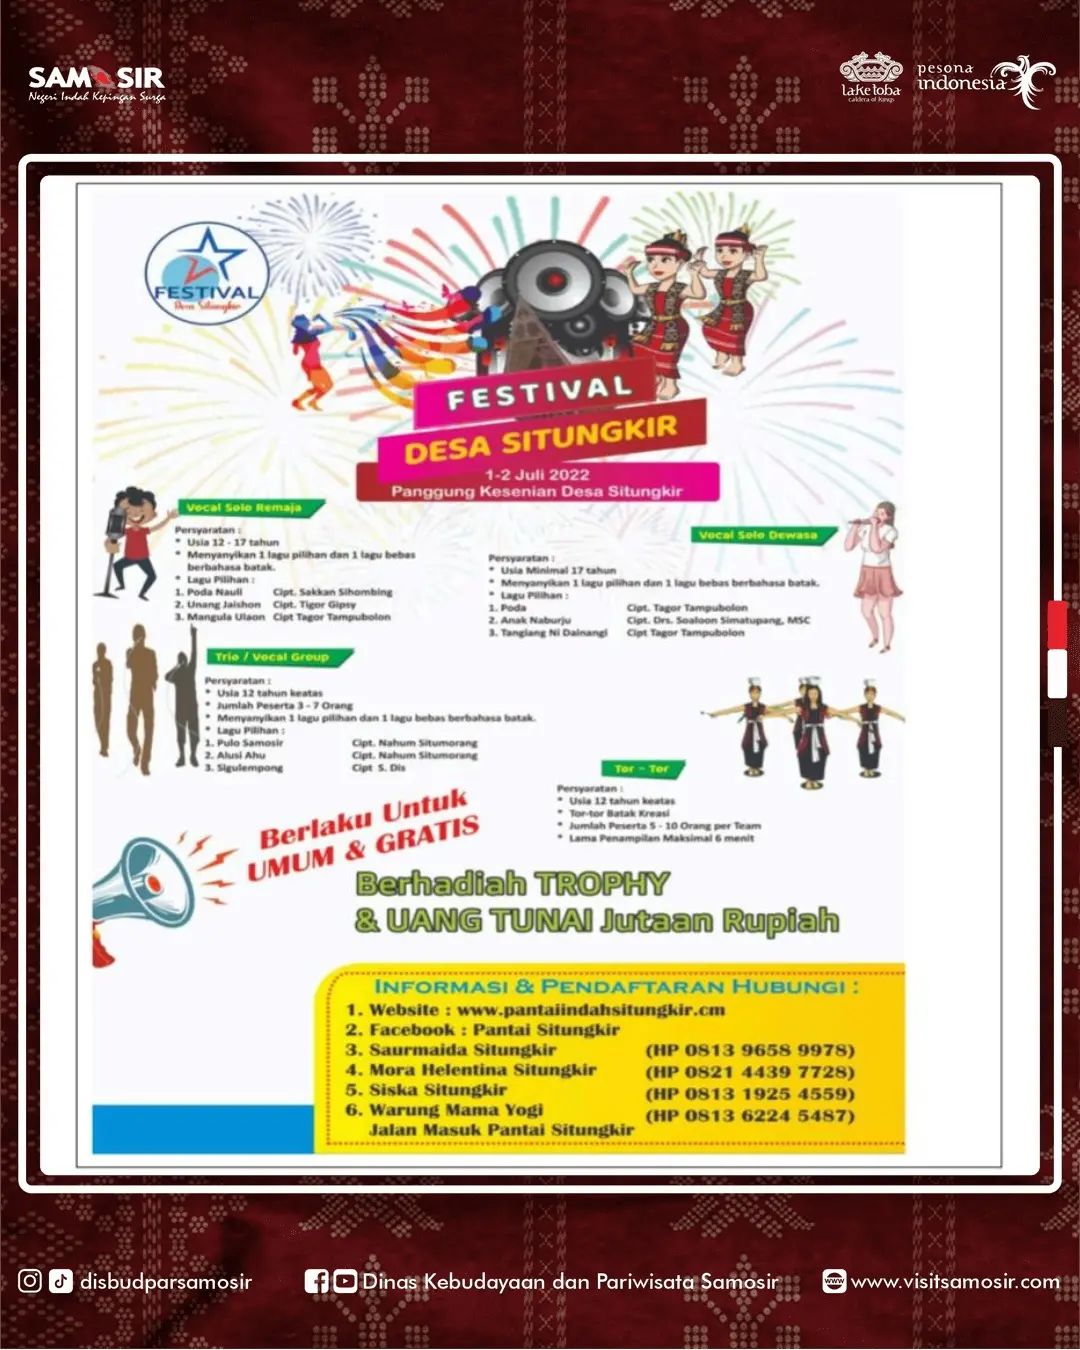 SAMOSIR
Negeri Indah Kepingan Surga
lake toba
caldera of kings
pesona
indonesia
FESTIVAL
Desa Situngkir
FESTIVAL
DESA SITUNGKIR
1-2 Juli 2022
Panggung Kesenian Desa Situngkir
Vocal Solo Remaja
Persyaratan :
* Usia 12 - 17 tahun
* Menyanyikan 1 lagu pilihan dan 1 lagu bebas
berbahasa batak.
* Lagu Pilihan :
1. Poda Nauli Cipt. Sakkan Sihombing
2. Unang Jaishon Cipt. Tigor Gipsy
3. Mangula Ulaon Cipt Tagor Tampubolon
Vocal Solo Dewasa
Persyaratan :
* Usia Minimal 17 tahun
* Menyanyikan 1 lagu pilihan dan 1 lagu bebas berbahasa batak.
* Lagu Pilihan :
1. Poda Cipt. Tagor Tampubolon
2. Anak Naburju Cipt. Drs. Soaloon Simatupang, MSC
3. Tangiang Ni Dainangi Cipt Tagor Tampubolon
Trio / Vocal Group
Persyaratan :
* Usia 12 tahun keatas
* Jumlah Peserta 3 - 7 Orang
* Menyanyikan 1 lagu pilihan dan 1 lagu bebas berbahasa batak.
* Lagu Pilihan :
1. Pulo Samosir Cipt. Nahum Situmorang
2. Alusi Ahu Cipt. Nahum Situmorang
3. Sigulempong Cipt S. Dis
Tor - Tor
Persyaratan :
* Usia 12 tahun keatas
* Tor-tor Batak Kreasi
* Jumlah Peserta 5 - 10 Orang per Team
* Lama Penampilan Maksimal 6 menit
Berlaku Untuk
UMUM & GRATIS
Berhadiah TROPHY
& UANG TUNAI Jutaan Rupiah
INFORMASI & PENDAFTARAN HUBUNGI :
1. Website : www.pantaiindahsitungkir.cm
2. Facebook : Pantai Situngkir
3. Saurmaida Situngkir (HP 0813 9658 9978)
4. Mora Helentina Situngkir (HP 0821 4439 7728)
5. Siska Situngkir (HP 0813 1925 4559)
6. Warung Mama Yogi (HP 0813 6224 5487)
Jalan Masuk Pantai Situngkir
disbudparsamosir
Dinas Kebudayaan dan Pariwisata Samosir
www.visitsamosir.com